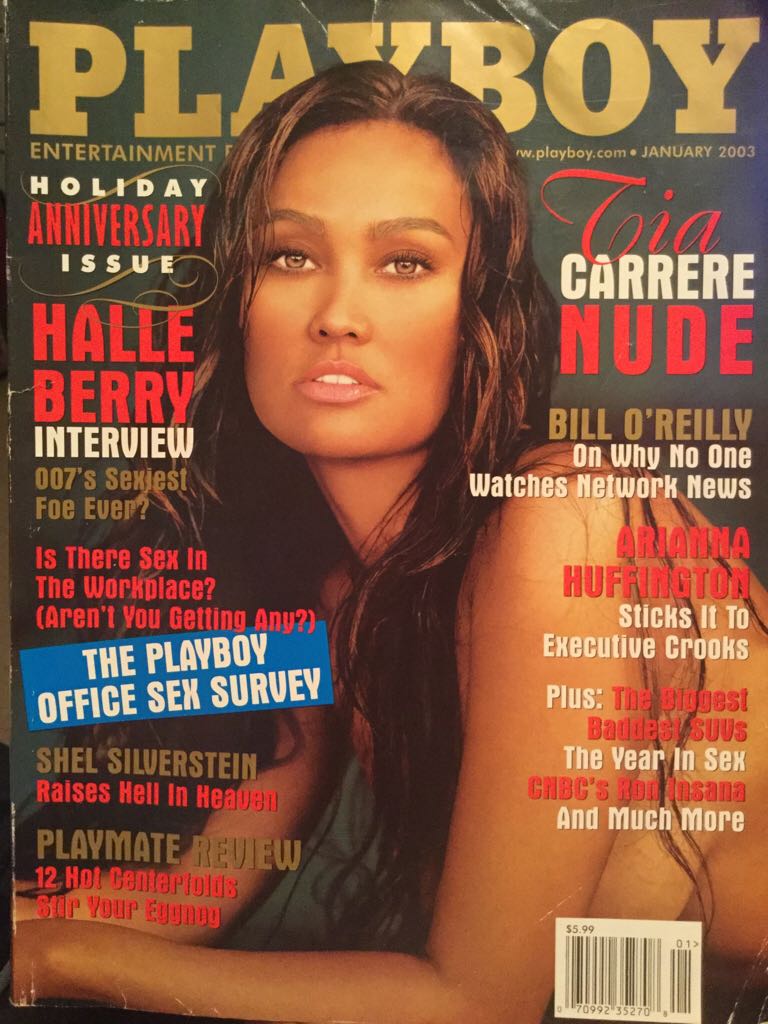 PLAYBOY
ENTERTAINMENT
www.playboy.com • JANUARY 2003
HOLIDAY
ANNIVERSARY
ISSUE
HALLE
BERRY
INTERVIEW
007's Sexiest
Foe Ever?
Is There Sex In
The Workplace?
(Aren't You Getting Any?)
THE PLAYBOY
OFFICE SEX SURVEY
SHEL SILVERSTEIN
Raises Hell In Heaven
PLAYMATE REVIEW
12 Hot Centerfolds
Stir Your Eggnog
Tia
CARRERE
NUDE
BILL O'REILLY
On Why No One
Watches Network News
ARIANNA
HUFFINGTON
Sticks It To
Executive Crooks
Plus: The Biggest
Baddest SUVs
The Year In Sex
CNBC's Ron Insana
And Much More
$5.99
01>
0 70992 35270 8